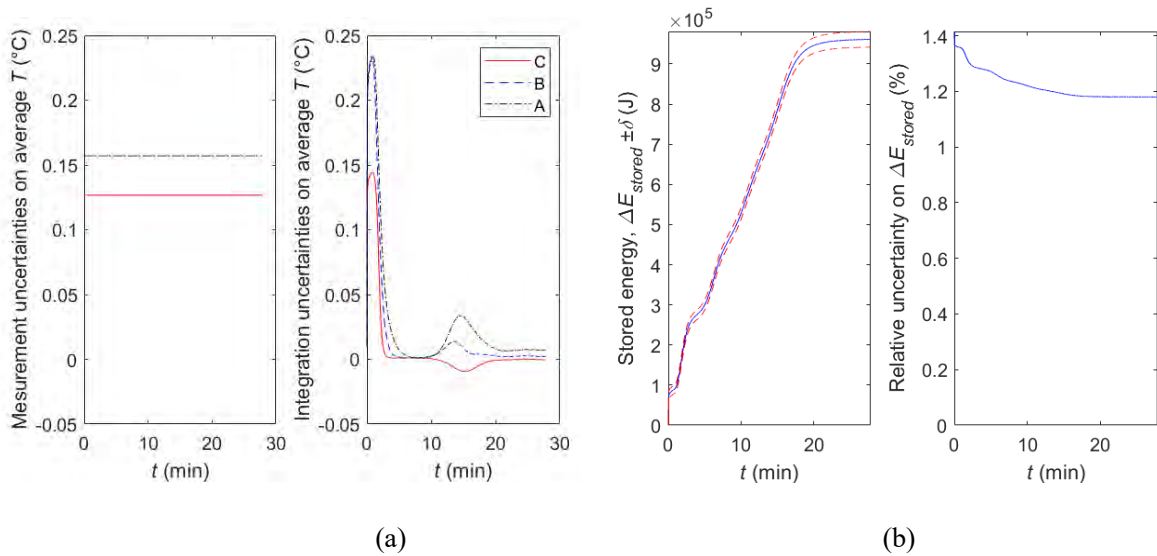 Mesurement uncertainties on average T (°C)
0.25
0.2
0.15
0.1
0.05
0
-0.05
0 10 20 30
t (min)
Integration uncertainties on average T (°C)
0.25
0.2
0.15
0.1
0.05
0
-0.05
0 10 20 30
t (min)
C
B
A
(a)
× 10⁵
Stored energy, ΔE_stored ±δ (J)
9
8
7
6
5
4
3
2
1
0
0 10 20
t (min)
Relative uncertainty on ΔE_stored (%)
1.4
1.2
1
0.8
0.6
0.4
0.2
0
0 10 20
t (min)
(b)